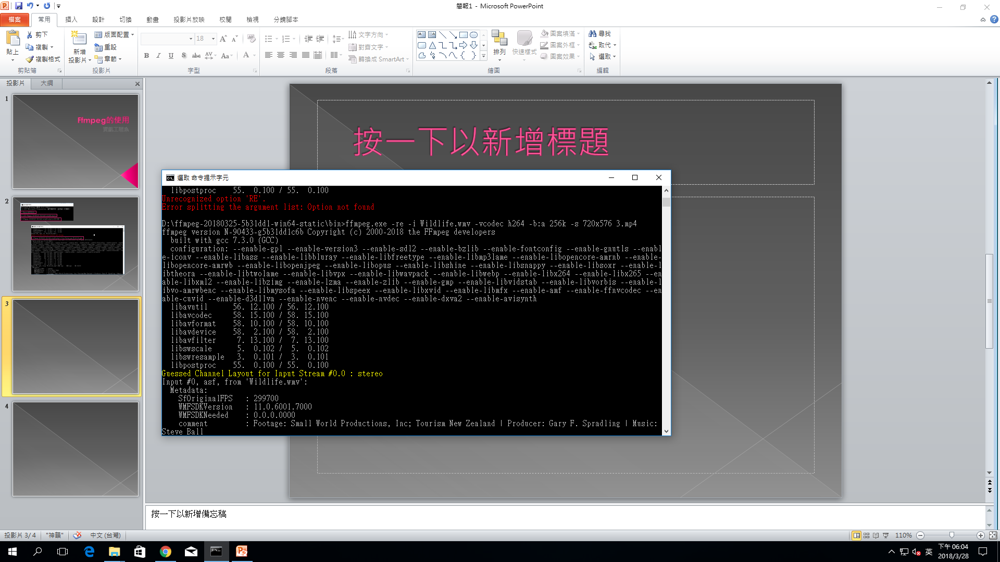 簡報1 - Microsoft PowerPoint
檔案 常用 插入 設計 切換 動畫 投影片放映 校閱 檢視 分鏡腳本
貼上
剪下
複製
複製格式
剪貼簿
新增
投影片
版面配置
重設
章節
投影片
18
字型
文字方向
對齊文字
轉換成 SmartArt
段落
排列
快速樣式
圖案填滿
圖案外框
圖案效果
繪圖
尋找
取代
選取
編輯
投影片 大綱
1
Ffmpeg的使用
資訊工程系
2
3
4
按一下以新增標題
選取 命令提示字元
libpostproc 55. 0.100 / 55. 0.100
Unrecognized option 'RE'.
Error splitting the argument list: Option not found
D:\ffmpeg-20180325-5b31dd1-win64-static\bin>ffmpeg.exe -re -i Wildlife.wmv -vcodec h264 -b:a 256k -s 720x576 3.mp4
ffmpeg version N-90433-g5b31dd1c6b Copyright (c) 2000-2018 the FFmpeg developers
built with gcc 7.3.0 (GCC)
configuration: --enable-gpl --enable-version3 --enable-sdl2 --enable-bzlib --enable-fontconfig --enable-gnutls --enabl
e-iconv --enable-libass --enable-libbluray --enable-libfreetype --enable-libmp3lame --enable-libopencore-amrnb --enable-
libopencore-amrwb --enable-libopenjpeg --enable-libopus --enable-libshine --enable-libsnappy --enable-libsoxr --enable-l
ibtheora --enable-libtwolame --enable-libvpx --enable-libwavpack --enable-libwebp --enable-libx264 --enable-libx265 --en
able-libxml2 --enable-libzimg --enable-lzma --enable-zlib --enable-gmp --enable-libvidstab --enable-libvorbis --enable-l
ibvo-amrwbenc --enable-libmysofa --enable-libspeex --enable-libxvid --enable-libmfx --enable-amf --enable-ffnvcodec --en
able-cuvid --enable-d3d11va --enable-nvenc --enable-nvdec --enable-dxva2 --enable-avisynth
libavutil 56. 12.100 / 56. 12.100
libavcodec 58. 15.100 / 58. 15.100
libavformat 58. 10.100 / 58. 10.100
libavdevice 58. 2.100 / 58. 2.100
libavfilter 7. 13.100 / 7. 13.100
libswscale 5. 0.102 / 5. 0.102
libswresample 3. 0.101 / 3. 0.101
libpostproc 55. 0.100 / 55. 0.100
Guessed Channel Layout for Input Stream #0.0 : stereo
Input #0, asf, from 'Wildlife.wmv':
Metadata:
SfOriginalFPS : 299700
WMFSDKVersion : 11.0.6001.7000
WMFSDKNeeded : 0.0.0.0000
comment : Footage: Small World Productions, Inc; Tourism New Zealand | Producer: Gary F. Spradling | Music:
Steve Ball
按一下以新增備忘稿
投影片 3/ 4 "神韻" 中文 (台灣) 110%
英
下午 06:04
2018/3/28